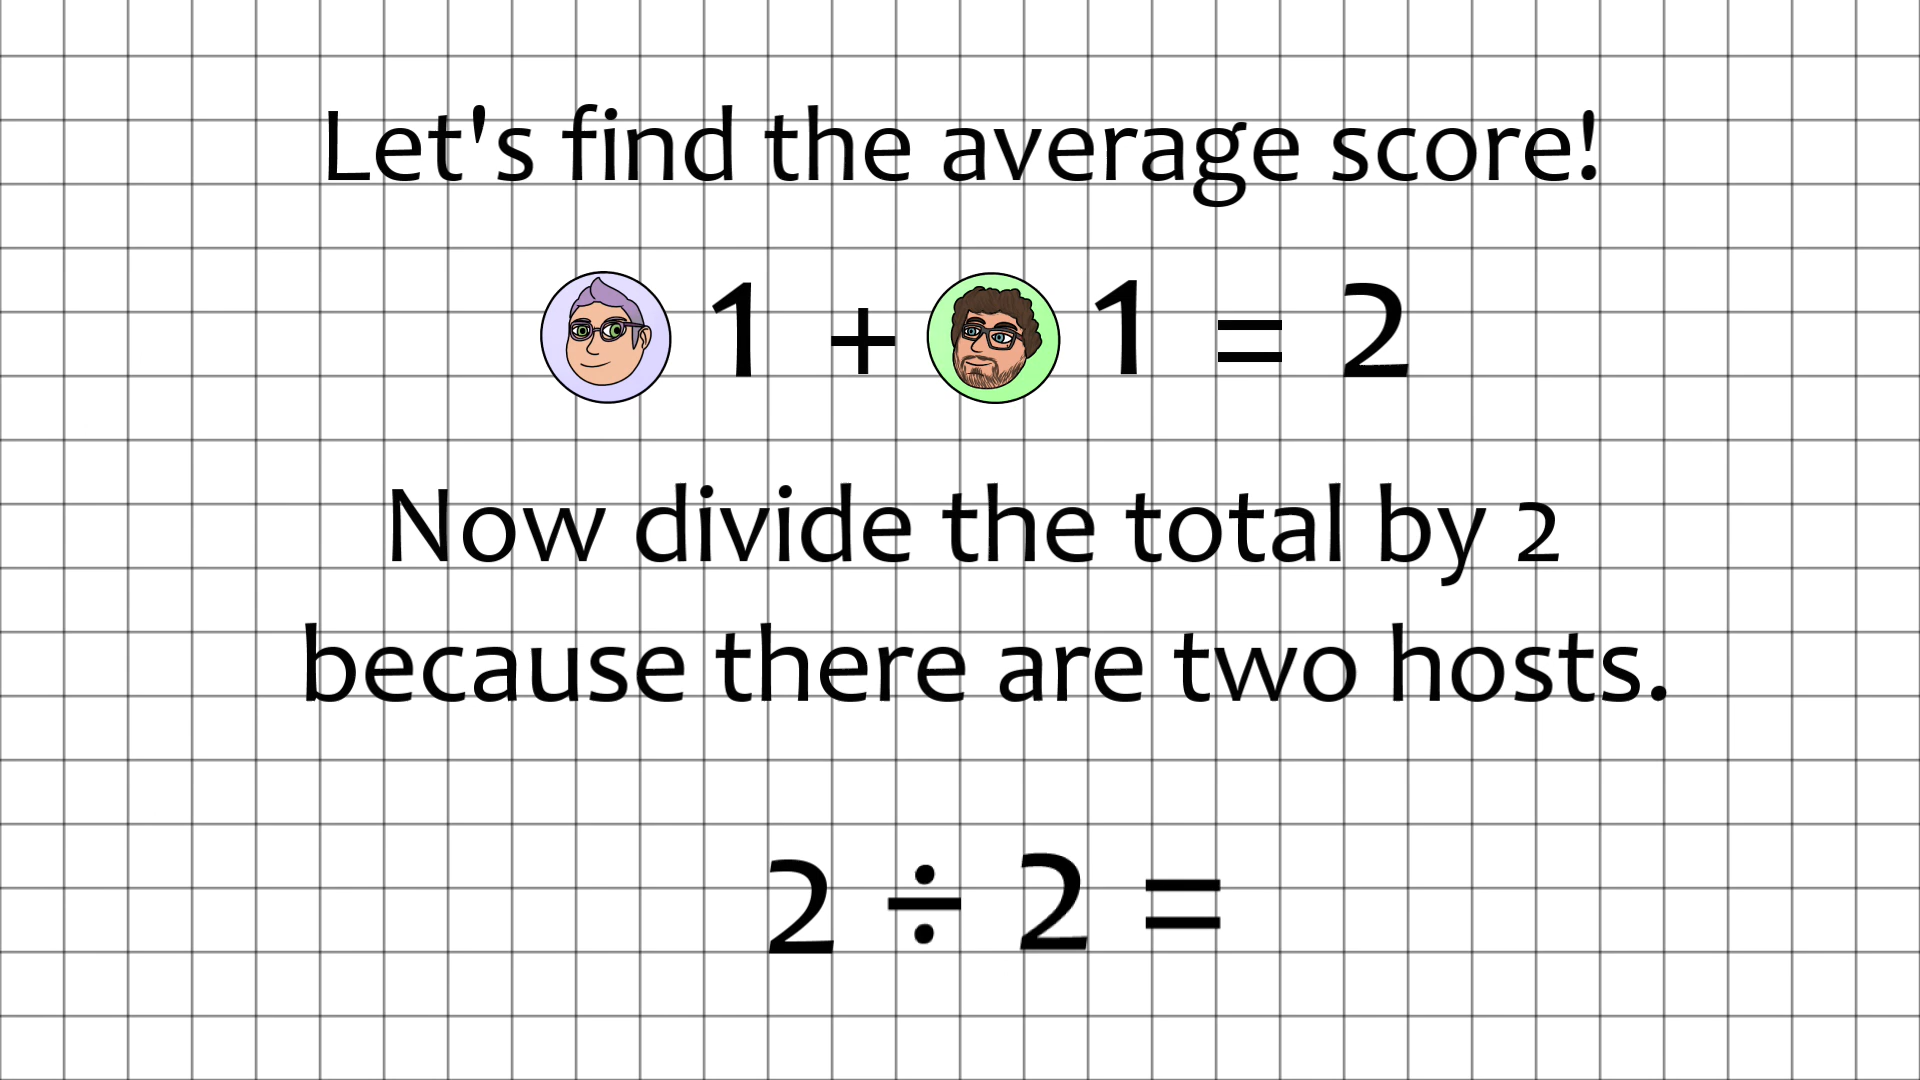 Let's find the average score!
1 + 1 = 2
Now divide the total by 2
because there are two hosts.
2 ÷ 2 =